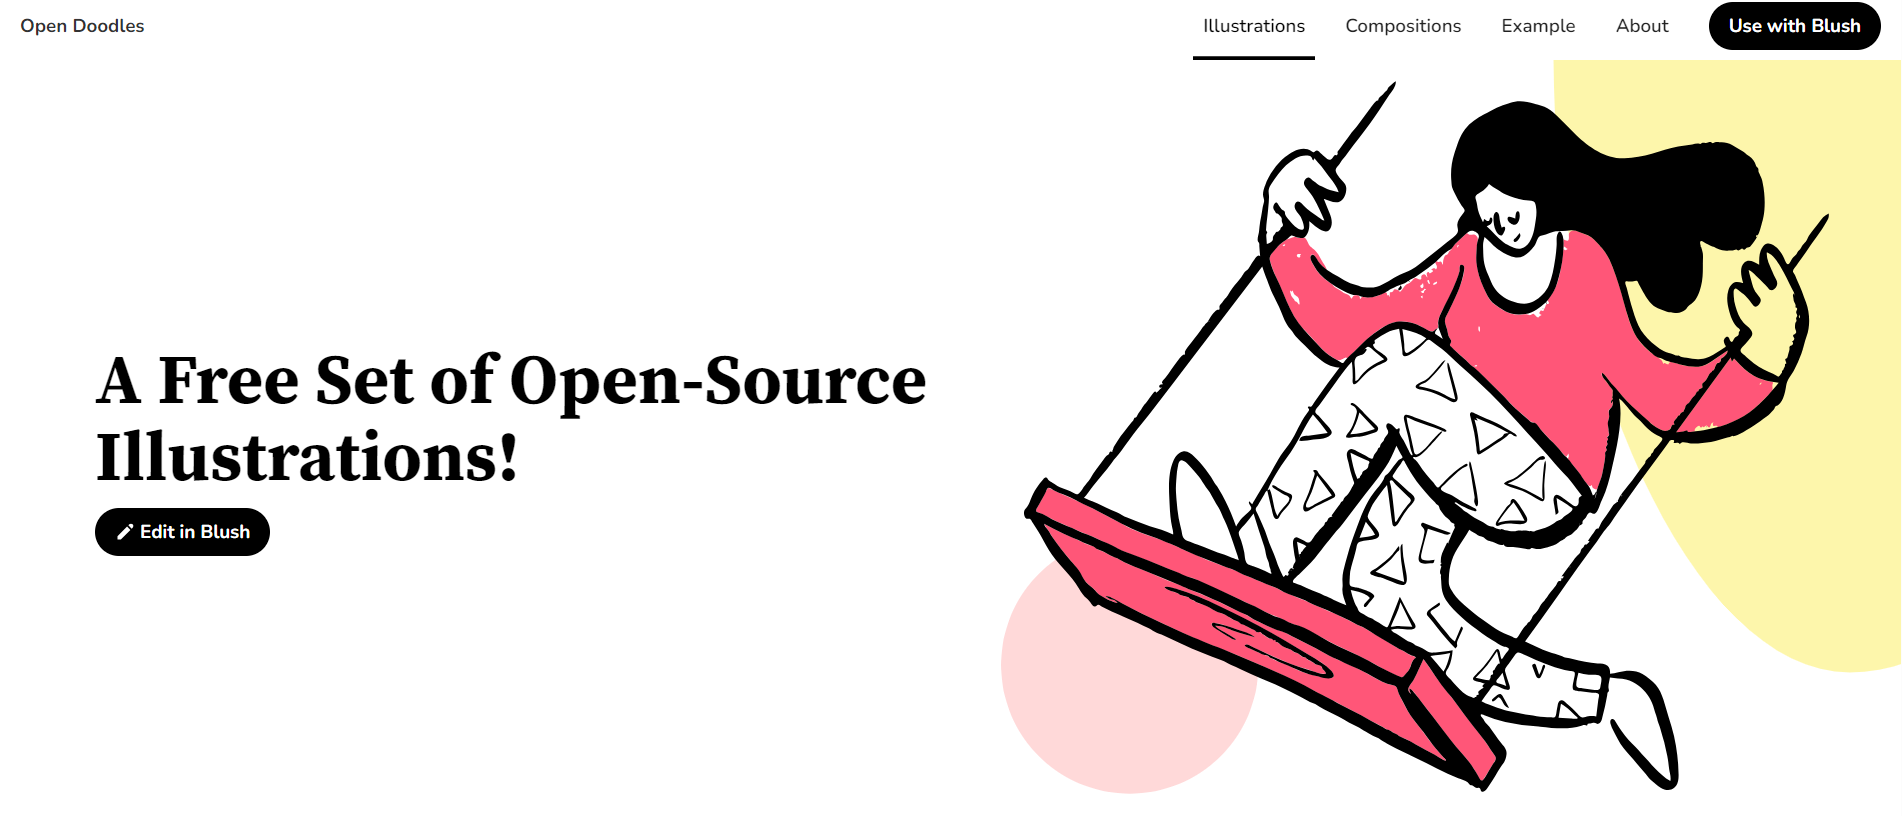 Open Doodles
Illustrations
Compositions
Example
About
Use with Blush
A Free Set of Open-Source
Illustrations!
Edit in Blush